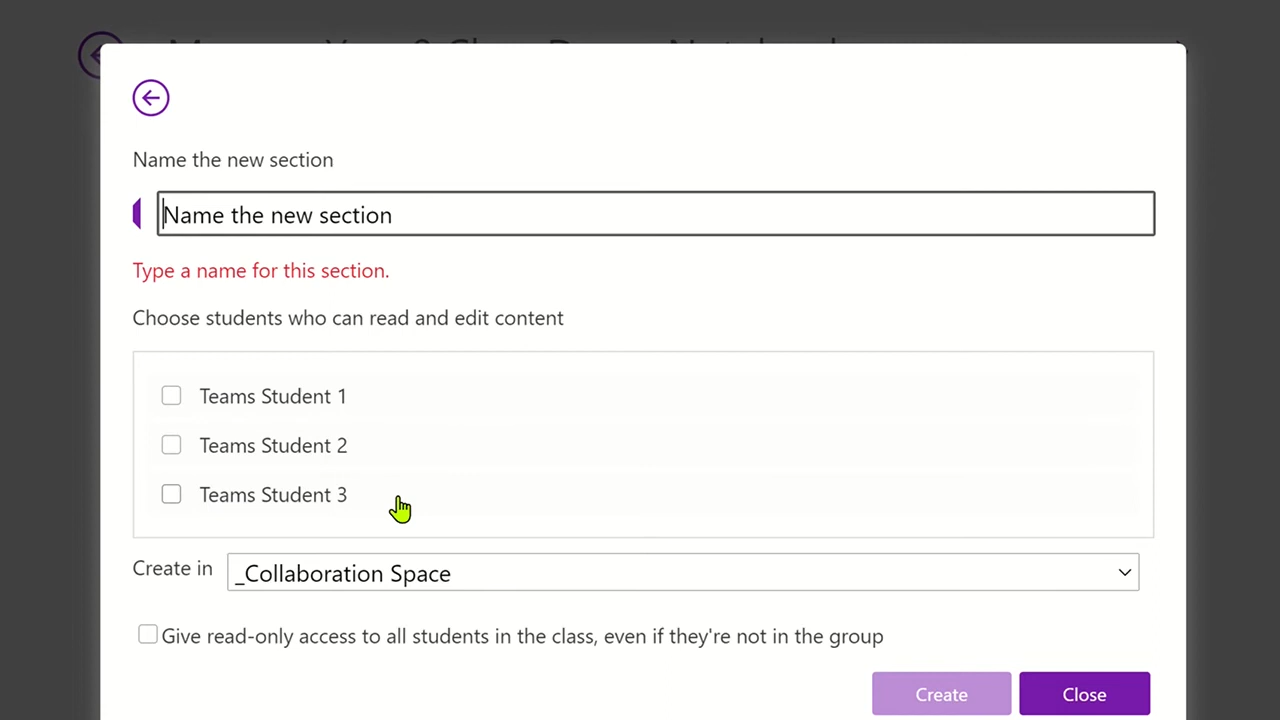 Name the new section
Name the new section
Type a name for this section.
Choose students who can read and edit content
Teams Student 1
Teams Student 2
Teams Student 3
Create in
_Collaboration Space
Give read-only access to all students in the class, even if they're not in the group
Create
Close